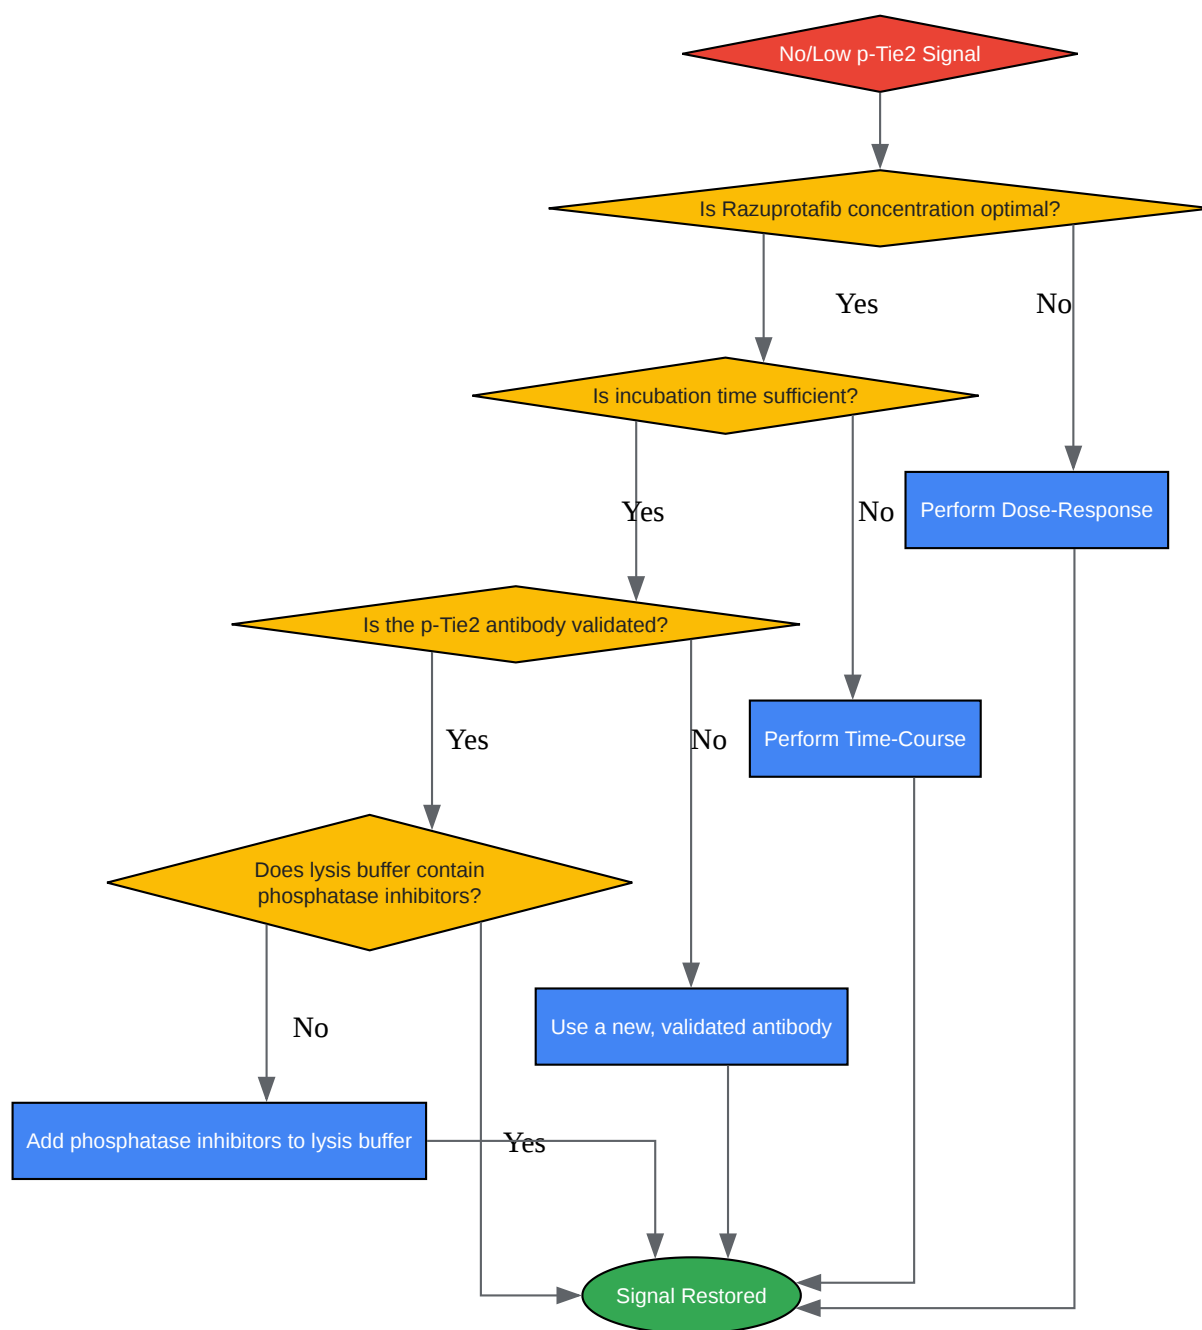 No/Low p-Tie2 Signal
Is Razuprotafib concentration optimal?
Yes
No
Is incubation time sufficient?
Yes
No
Perform Dose-Response
Is the p-Tie2 antibody validated?
Yes
No
Perform Time-Course
Does lysis buffer contain
phosphatase inhibitors?
No
Use a new, validated antibody
Add phosphatase inhibitors to lysis buffer
Yes
Signal Restored